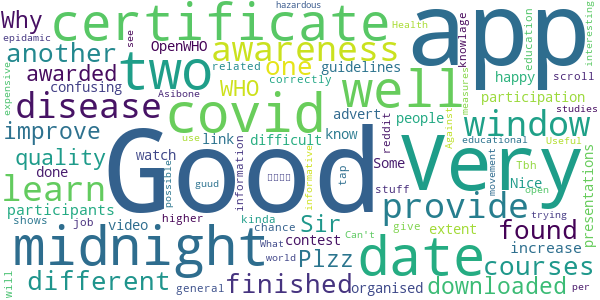 Good
app
Very
covid
midnight
date
two
certificate
well
window
provide
disease
awareness
learn
found
finished
courses
different
another
quality
improve
downloaded
awarded
one
WHO
Why
Sir
Plzz
guidelines
participation
participants
presentations
increase
organised
contest
OpenWHO
confusing
related
correctly
link
difficult
advert
know
people
happy
scroll
knowlage
reddit
Some
Nice
extent
watch
done
video
shows
job
higher
kinda
chance
stuff
give
tap
information
informative
possible
guud
general
What
world
will
Can't
Tbh
open
trying
per
movement
educational
Useful
studies
Against
measures
education
interesting
Health
hazardous
see
epidamic
expensive
Asibone
use